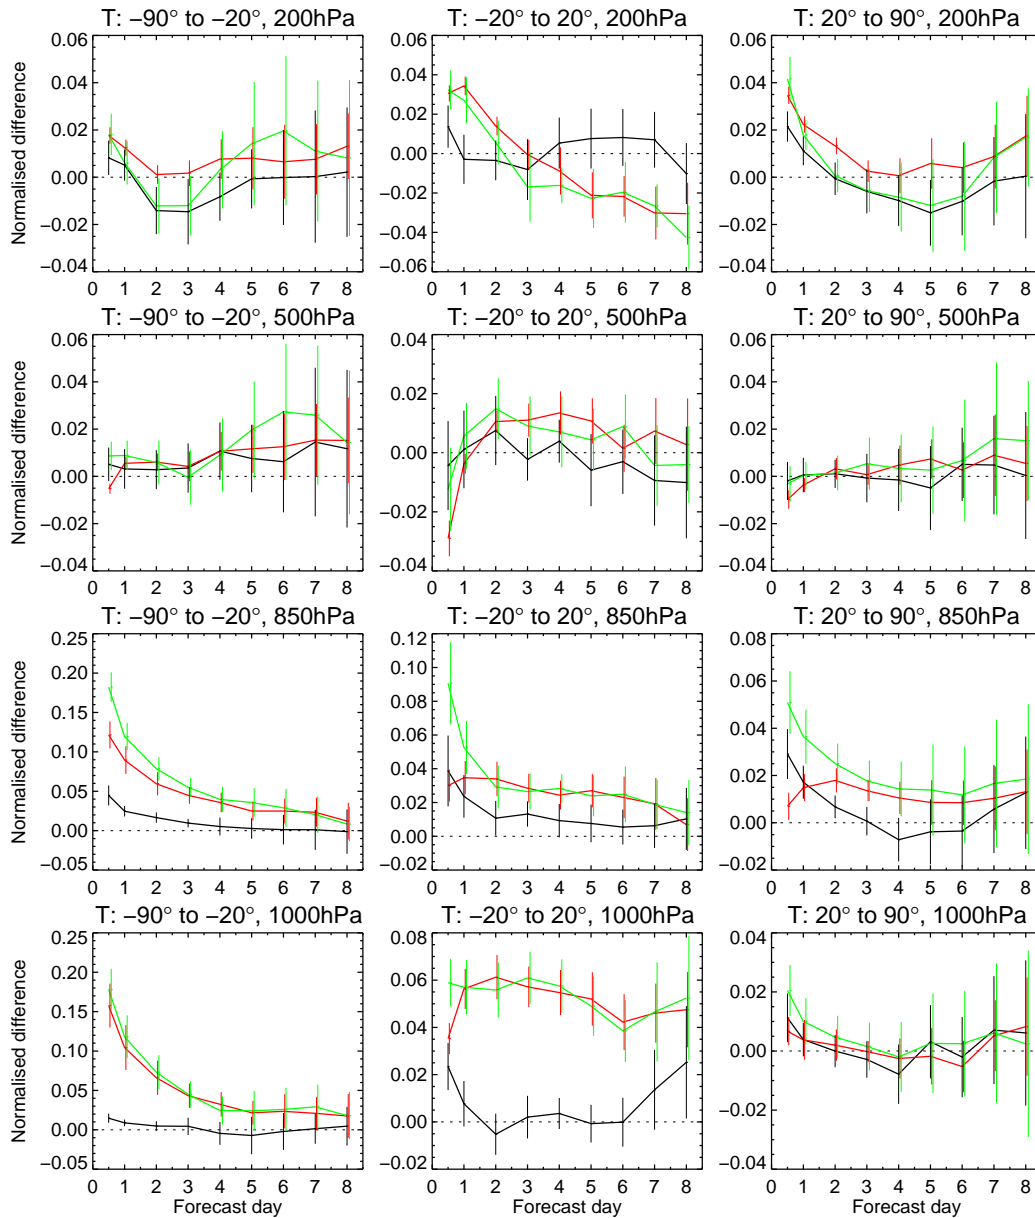 T: −90° to −20°, 200hPa T: −20° to 20°, 200hPa T: 20° to 90°, 200hPa
0.06 0.06 0.06
0.04 0.04 0.04
0.02 0.02 0.02
0.00 0.00 0.00
−0.02 −0.02 −0.02
−0.04 −0.04 −0.04
−0.06
Normalised difference
0 1 2 3 4 5 6 7 8 0 1 2 3 4 5 6 7 8 0 1 2 3 4 5 6 7 8
T: −90° to −20°, 500hPa T: −20° to 20°, 500hPa T: 20° to 90°, 500hPa
0.06 0.04 0.06
0.04 0.02 0.04
0.02 0.00 0.02
0.00 −0.02 0.00
−0.02 −0.04 −0.02
−0.04 −0.04
Normalised difference
0 1 2 3 4 5 6 7 8 0 1 2 3 4 5 6 7 8 0 1 2 3 4 5 6 7 8
T: −90° to −20°, 850hPa T: −20° to 20°, 850hPa T: 20° to 90°, 850hPa
0.25 0.12 0.08
0.20 0.10 0.06
0.15 0.08 0.04
0.10 0.06 0.02
0.05 0.04 0.00
0.00 0.02 −0.02
−0.05 0.00
−0.02
Normalised difference
0 1 2 3 4 5 6 7 8 0 1 2 3 4 5 6 7 8 0 1 2 3 4 5 6 7 8
T: −90° to −20°, 1000hPa T: −20° to 20°, 1000hPa T: 20° to 90°, 1000hPa
0.25 0.08 0.04
0.20 0.06 0.02
0.15 0.04 0.00
0.10 0.02 −0.02
0.05 0.00 −0.04
0.00 −0.02
−0.05
Normalised difference
0 1 2 3 4 5 6 7 8 0 1 2 3 4 5 6 7 8 0 1 2 3 4 5 6 7 8
Forecast day Forecast day Forecast day